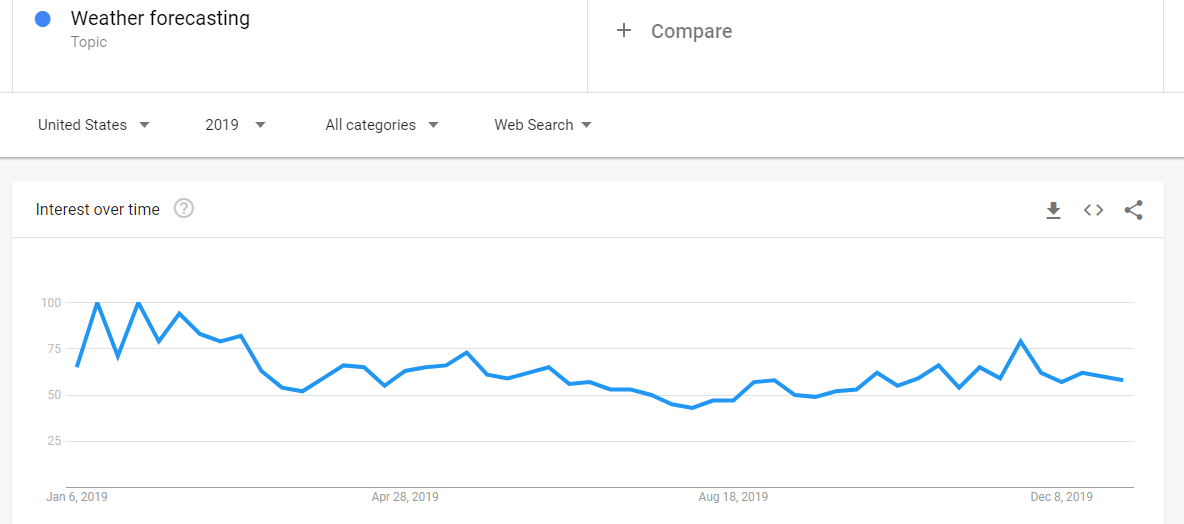 Weather forecasting
Topic
+ Compare
United States 2019 All categories Web Search
Interest over time ?
100
75
50
25
Jan 6, 2019 Apr 28, 2019 Aug 18, 2019 Dec 8, 2019